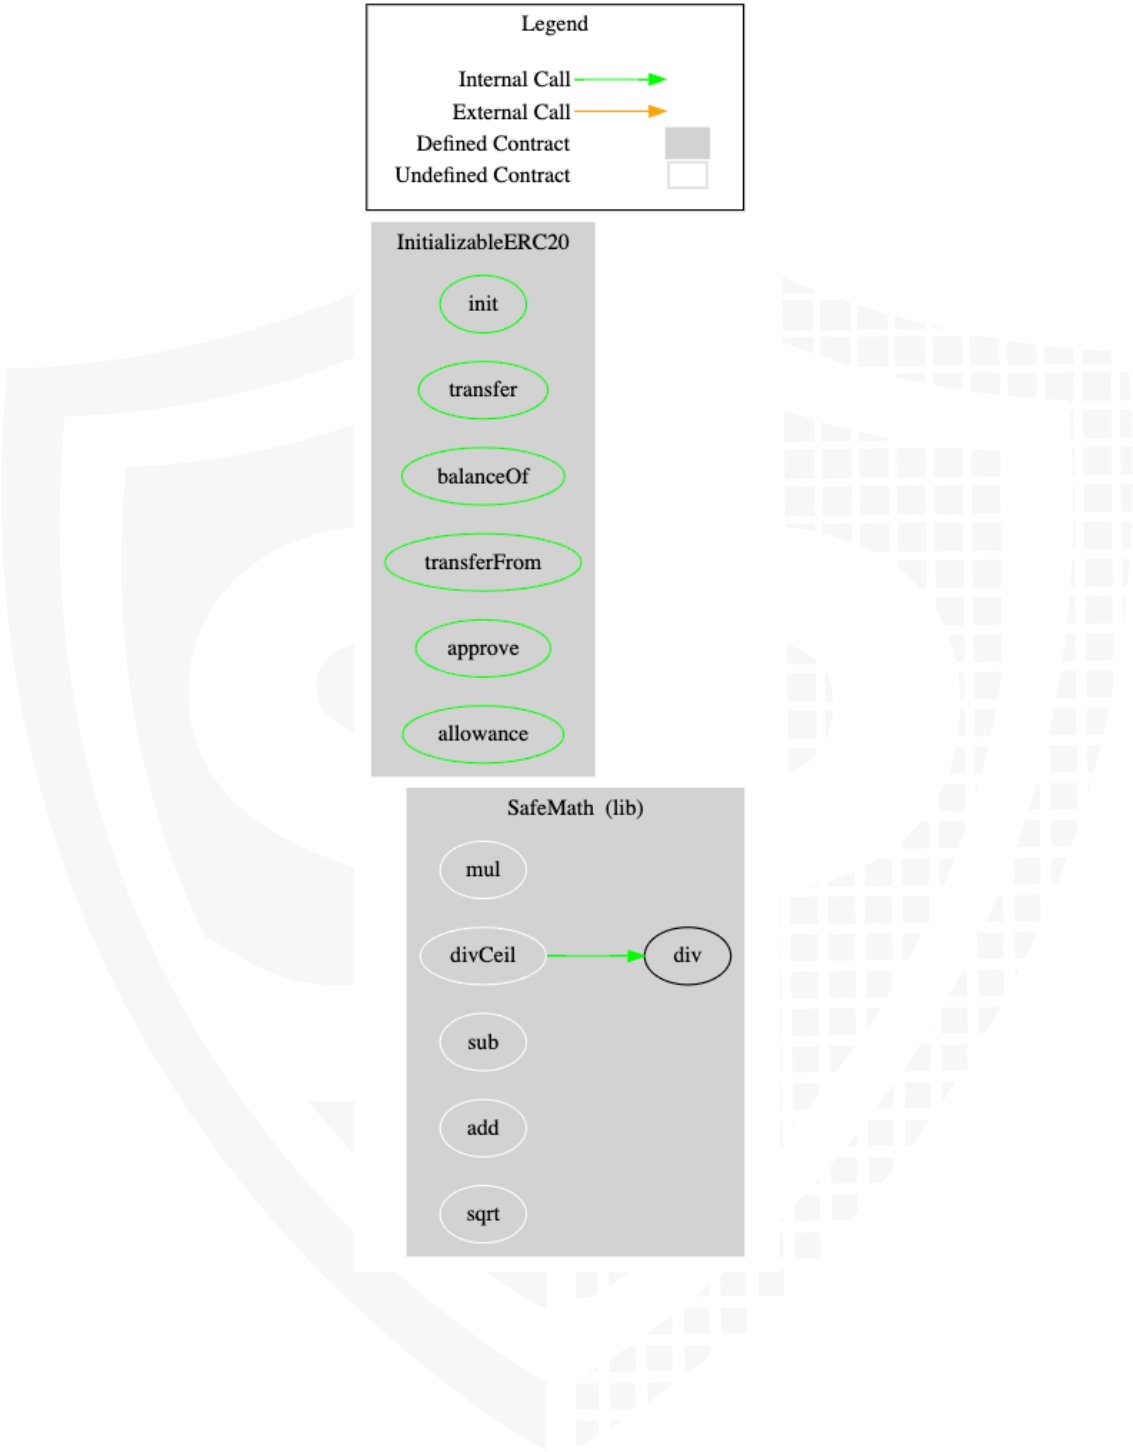 Legend
Internal Call
External Call
Defined Contract
Undefined Contract
InitializableERC20
init
transfer
balanceOf
transferFrom
approve
allowance
SafeMath (lib)
mul
divCeil
div
sub
add
sqrt